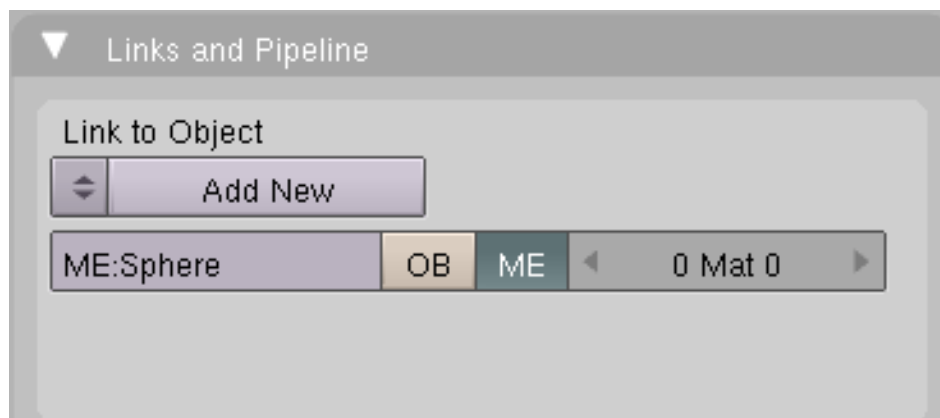 Links and Pipeline
Link to Object
Add New
ME:Sphere OB ME 0 Mat 0